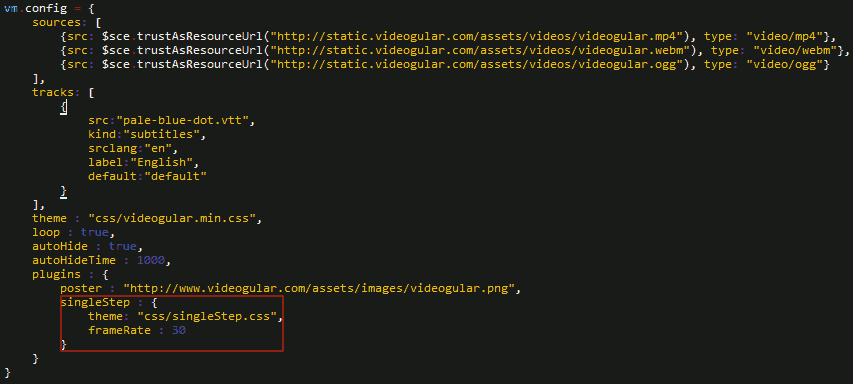 vm.config = {
    sources: [
        {src: $sce.trustAsResourceUrl("http://static.videogular.com/assets/videos/videogular.mp4"), type: "video/mp4"},
        {src: $sce.trustAsResourceUrl("http://static.videogular.com/assets/videos/videogular.webm"), type: "video/webm"},
        {src: $sce.trustAsResourceUrl("http://static.videogular.com/assets/videos/videogular.ogg"), type: "video/ogg"}
    ],
    tracks: [
        {
            src:"pale-blue-dot.vtt",
            kind:"subtitles",
            srclang:"en",
            label:"English",
            default:"default"
        }
    ],
    theme : "css/videogular.min.css",
    loop : true,
    autoHide : true,
    autoHideTime : 1000,
    plugins : {
        poster : "http://www.videogular.com/assets/images/videogular.png",
        singleStep : {
            theme: "css/singleStep.css",
            frameRate : 30
        }
    }
}